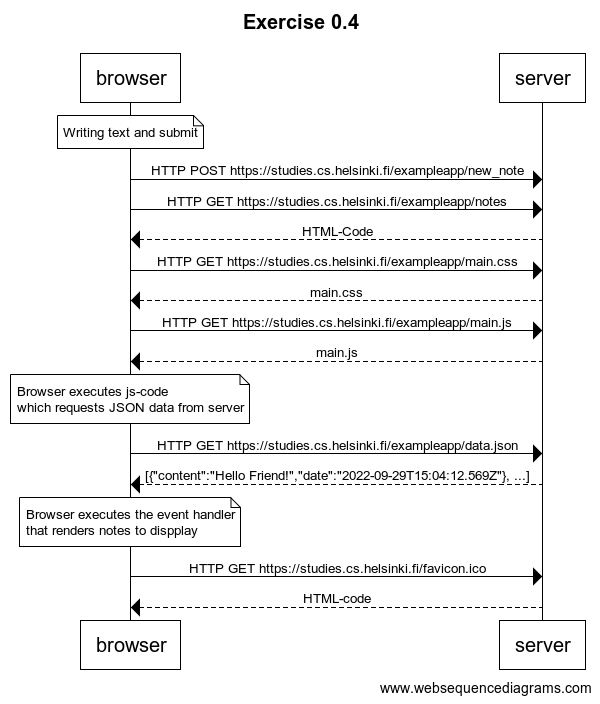 Exercise 0.4
browser
server
Writing text and submit
HTTP POST https://studies.cs.helsinki.fi/exampleapp/new_note
HTTP GET https://studies.cs.helsinki.fi/exampleapp/notes
HTML-Code
HTTP GET https://studies.cs.helsinki.fi/exampleapp/main.css
main.css
HTTP GET https://studies.cs.helsinki.fi/exampleapp/main.js
main.js
Browser executes js-code
which requests JSON data from server
HTTP GET https://studies.cs.helsinki.fi/exampleapp/data.json
[{"content":"Hello Friend!","date":"2022-09-29T15:04:12.569Z"}, ...]
Browser executes the event handler
that renders notes to dispplay
HTTP GET https://studies.cs.helsinki.fi/favicon.ico
HTML-code
browser
server
www.websequencediagrams.com